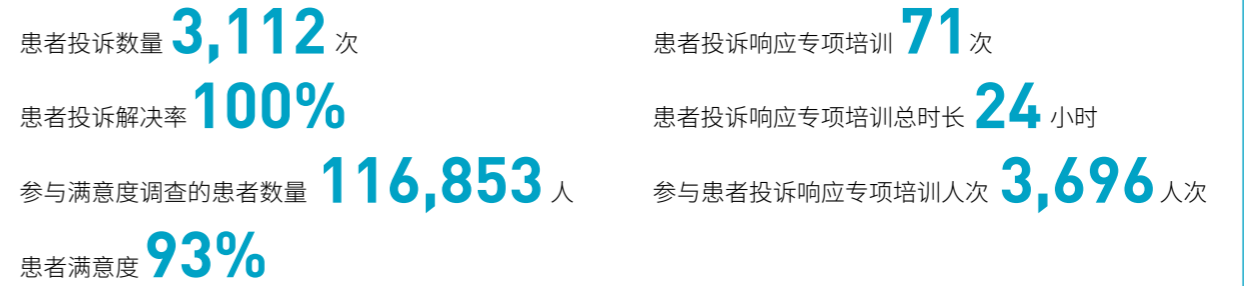 患者投诉数量 3,112 次
患者投诉解决率 100%
参与满意度调查的患者数量 116,853 人
患者满意度 93%
患者投诉响应专项培训 71 次
患者投诉响应专项培训总时长 24 小时
参与患者投诉响应专项培训人次 3,696 人次